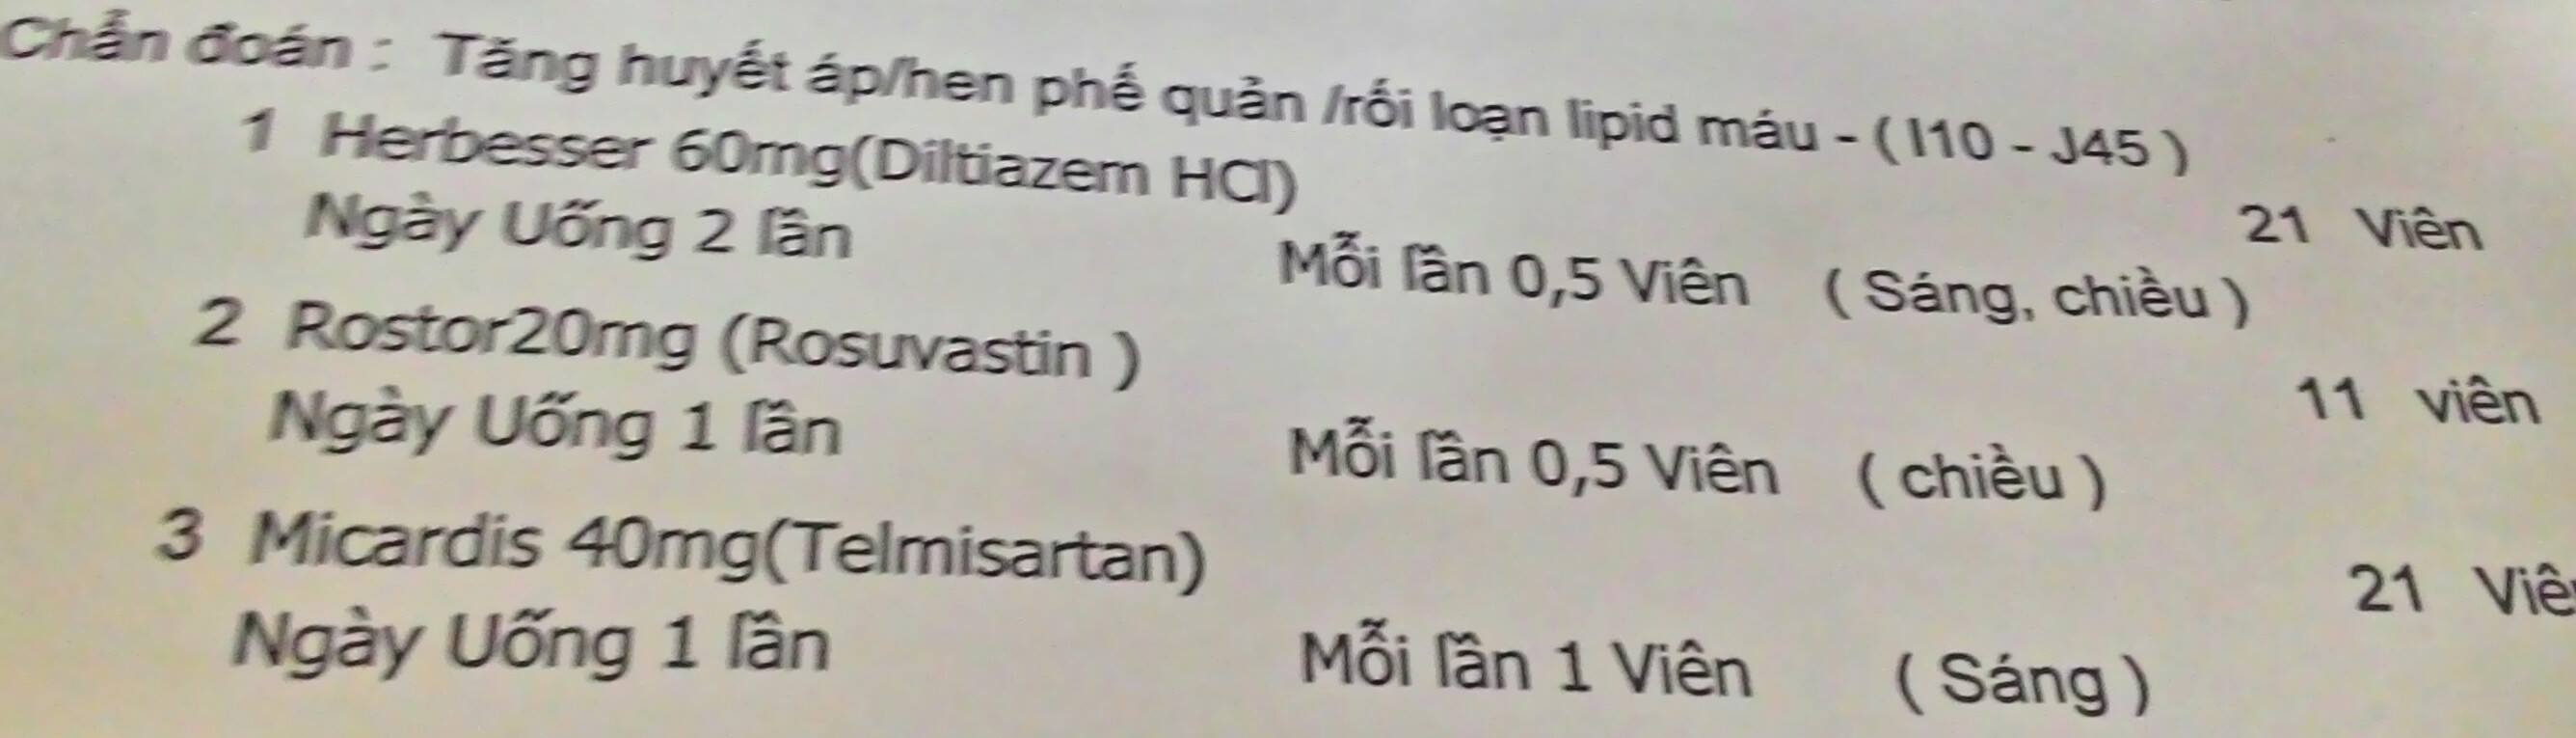 Chẩn đoán : Tăng huyết áp/hen phế quản /rối loạn lipid máu - ( I10 - J45 )
1 Herbesser 60mg(Diltiazem HCl) 21 Viên
Ngày Uống 2 lần Mỗi lần 0,5 Viên ( Sáng, chiều )
2 Rostor20mg (Rosuvastin ) 11 viên
Ngày Uống 1 lần Mỗi lần 0,5 Viên ( chiều )
3 Micardis 40mg(Telmisartan) 21 Viê
Ngày Uống 1 lần Mỗi lần 1 Viên ( Sáng )